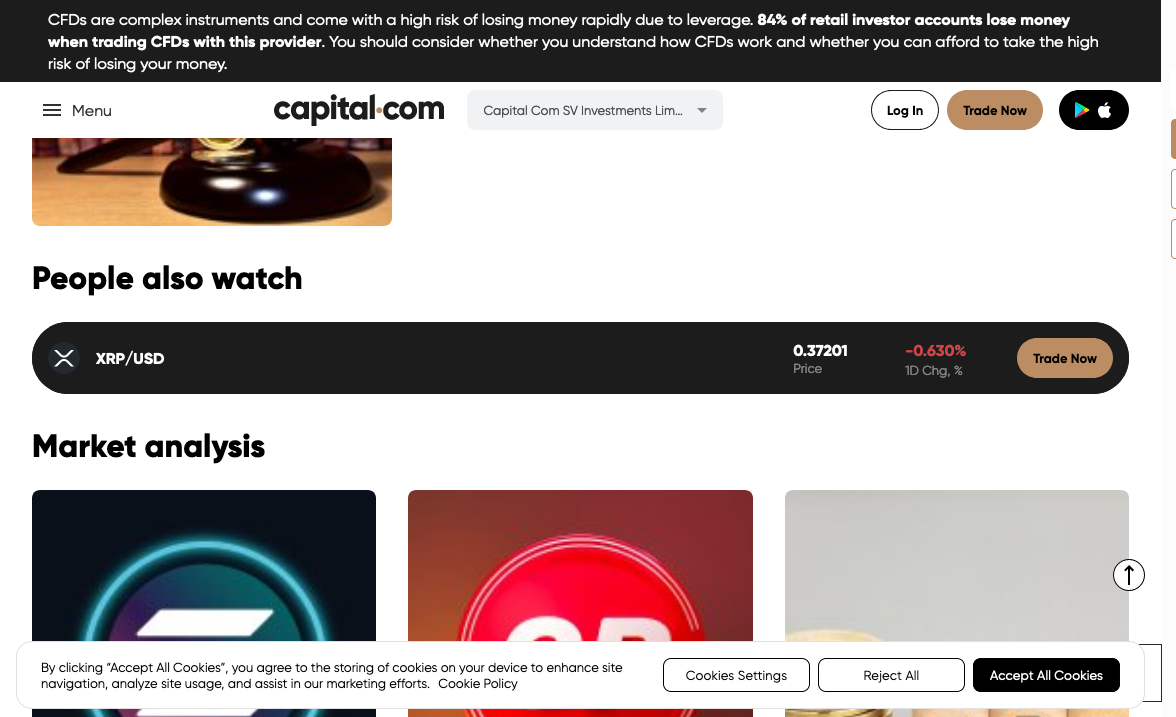 CFDs are complex instruments and come with a high risk of losing money rapidly due to leverage. 84% of retail investor accounts lose money
when trading CFDs with this provider. You should consider whether you understand how CFDs work and whether you can afford to take the high
risk of losing your money.
Menu
capital.com
Capital Com SV Investments Lim...
Log In
Trade Now
People also watch
XRP/USD
0.37201
Price
-0.630%
1D Chg, %
Trade Now
Market analysis
By clicking “Accept All Cookies”, you agree to the storing of cookies on your device to enhance site
navigation, analyze site usage, and assist in our marketing efforts. Cookie Policy
Cookies Settings
Reject All
Accept All Cookies